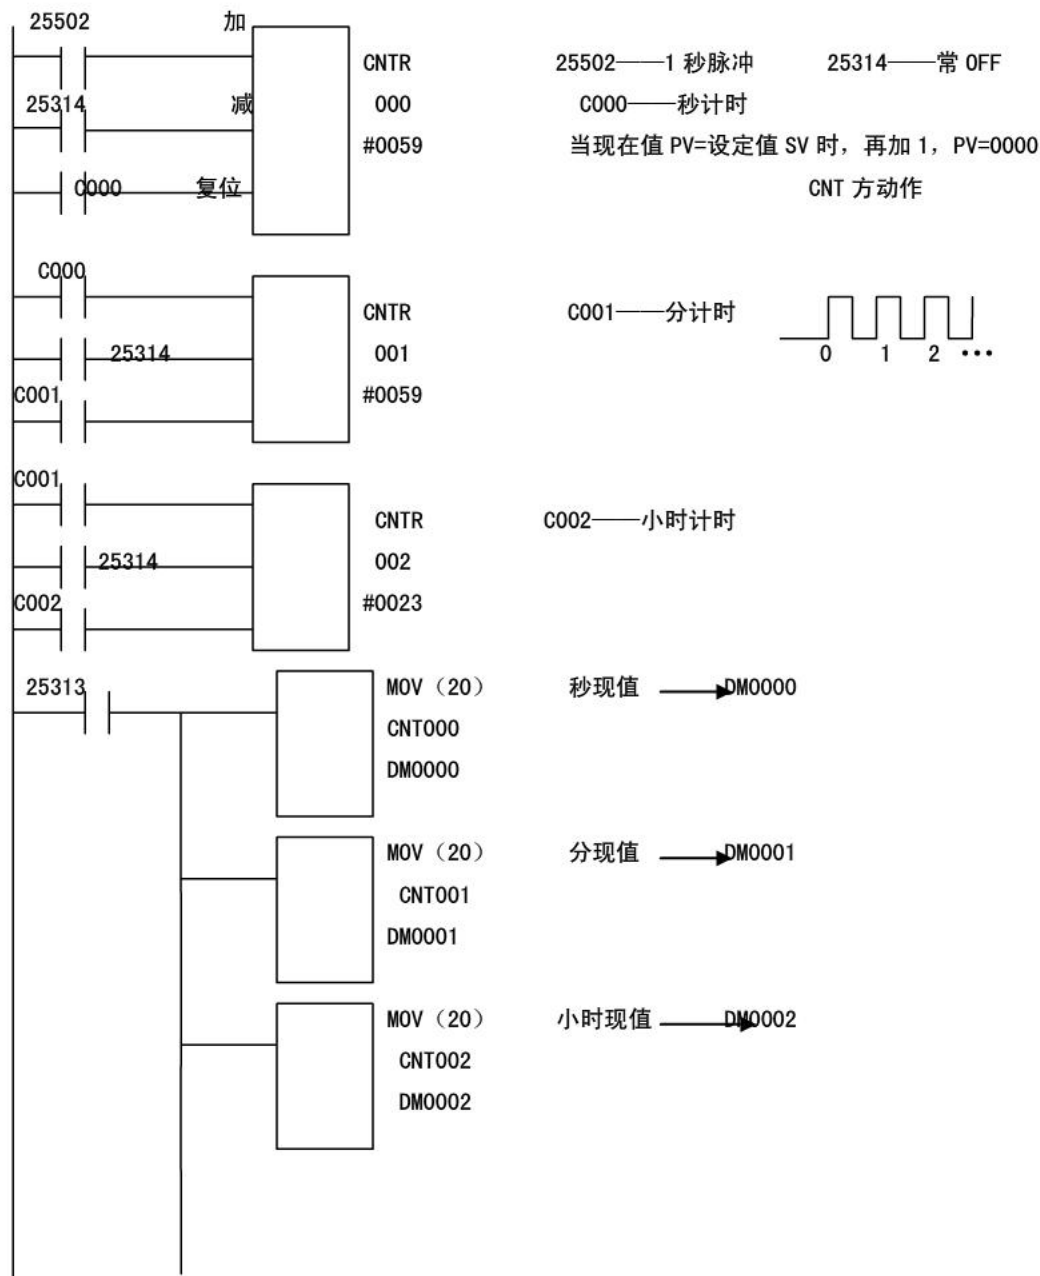 25502 加
CNTR 25502——1 秒脉冲 25314——常 OFF
25314 减 000 C000——秒计时
#0059 当现在值 PV=设定值 SV 时，再加 1，PV=0000
C000 复位 CNT 方动作
C000
CNTR C001——分计时
25314 001 0 1 2 •••
C001 #0059
C001
CNTR C002——小时计时
25314 002
C002 #0023
25313 MOV（20） 秒现值 DM0000
CNT000
DM0000
MOV（20） 分现值 DM0001
CNT001
DM0001
MOV（20） 小时现值 DM0002
CNT002
DM0002